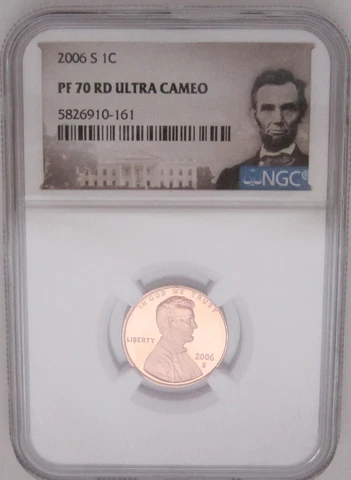 2006 S 1C
PF 70 RD ULTRA CAMEO
5826910-161
NGC
IN GOD WE TRUST
LIBERTY
2006
S